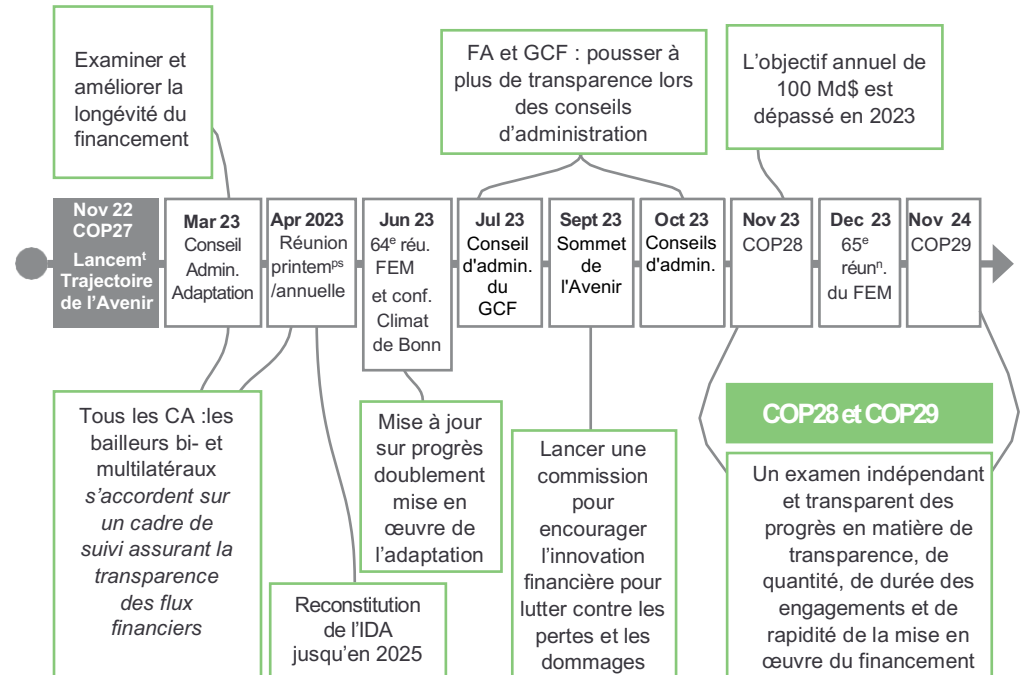 Examiner et
améliorer la
longévité du
financement
FA et GCF : pousser à
plus de transparence lors
des conseils
d'administration
L'objectif annuel de
100 Md$ est
dépassé en 2023
Nov 22
COP27
Lancemᵗ
Trajectoire
de l'Avenir
Mar 23
Conseil
Admin.
Adaptation
Apr 2023
Réunion
printemᵖˢ
/annuelle
Jun 23
64ᵉ réu.
FEM
et conf.
Climat
de Bonn
Jul 23
Conseil
d'admin.
du
GCF
Sept 23
Sommet
de
l'Avenir
Oct 23
Conseils
d'admin.
Nov 23
COP28
Dec 23
65ᵉ
réunⁿ.
du FEM
Nov 24
COP29
Tous les CA :les
bailleurs bi- et
multilatéraux
s'accordent sur
un cadre de
suivi assurant la
transparence
des flux
financiers
Reconstitution
de l'IDA
jusqu'en 2025
Mise à jour
sur progrès
doublement
mise en
œuvre de
l'adaptation
Lancer une
commission
pour
encourager
l'innovation
financière pour
lutter contre les
pertes et les
dommages
COP28 et COP29
Un examen indépendant
et transparent des
progrès en matière de
transparence, de
quantité, de durée des
engagements et de
rapidité de la mise en
œuvre du financement